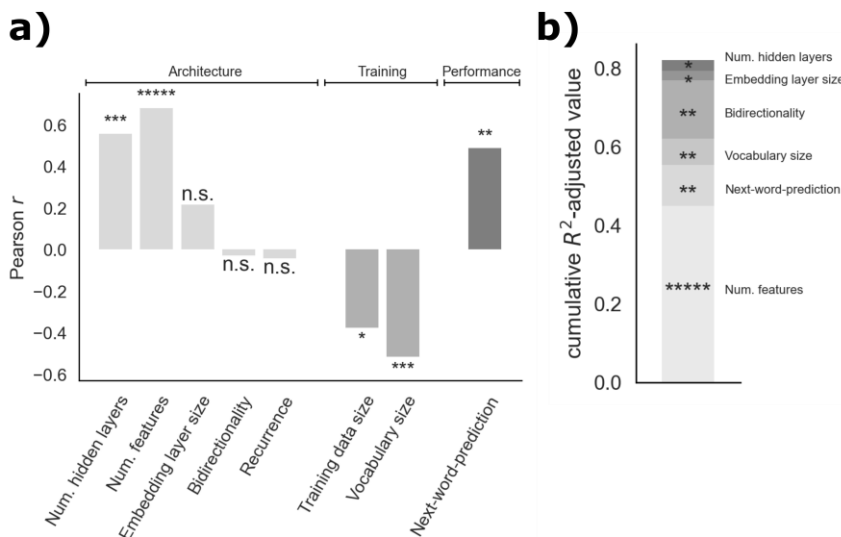 a)
Architecture
Training
Performance
Pearson r
0.6
0.4
0.2
0.0
−0.2
−0.4
−0.6
***
*****
n.s.
n.s.
n.s.
*
***
**
Num. hidden layers
Num. features
Embedding layer size
Bidirectionality
Recurrence
Training data size
Vocabulary size
Next-word-prediction
b)
cumulative R²-adjusted value
0.8
0.6
0.4
0.2
0.0
*
*
**
**
**
*****
Num. hidden layers
Embedding layer size
Bidirectionality
Vocabulary size
Next-word-prediction
Num. features